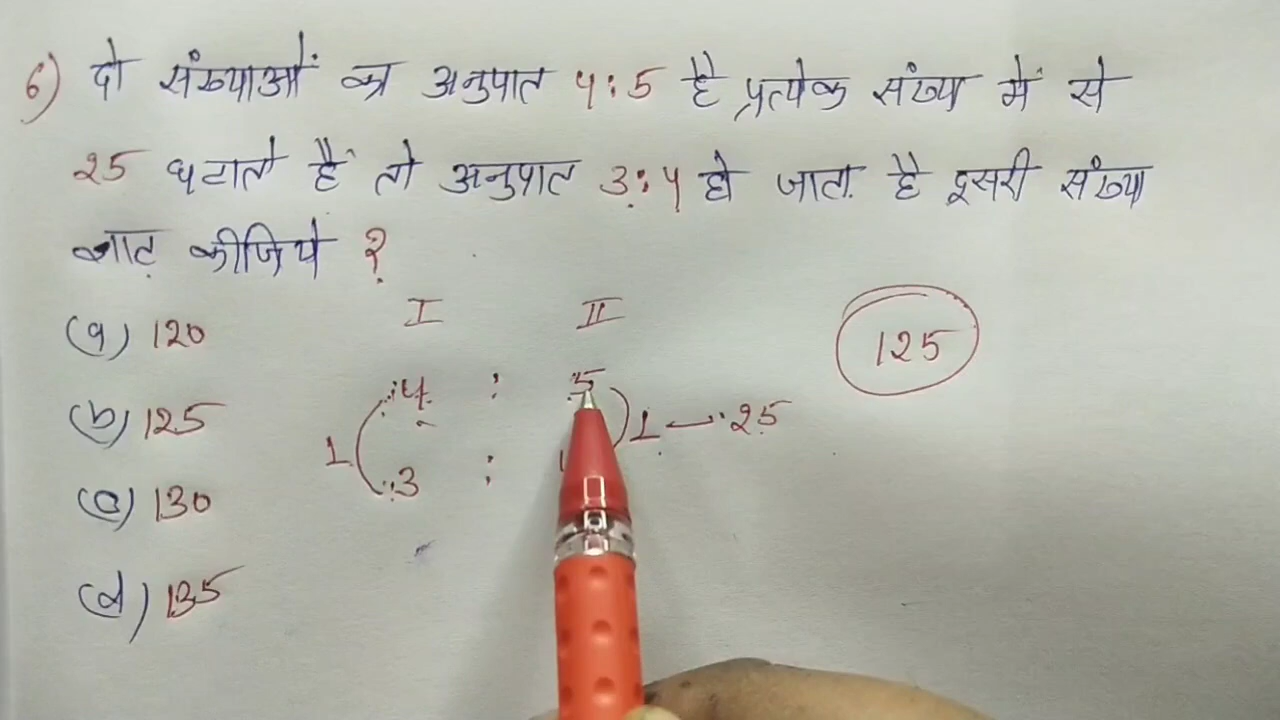 6) दो संख्याओं का अनुपात 4:5 है प्रत्येक संख्या में से
25 घटाते हैं तो अनुपात 3:4 हो जाता है दूसरी संख्या
ज्ञात कीजिये ?
I II
(a) 120
125
4 : 5
(b) 125
1 1 — 25
3 :
(c) 130
(d) 135